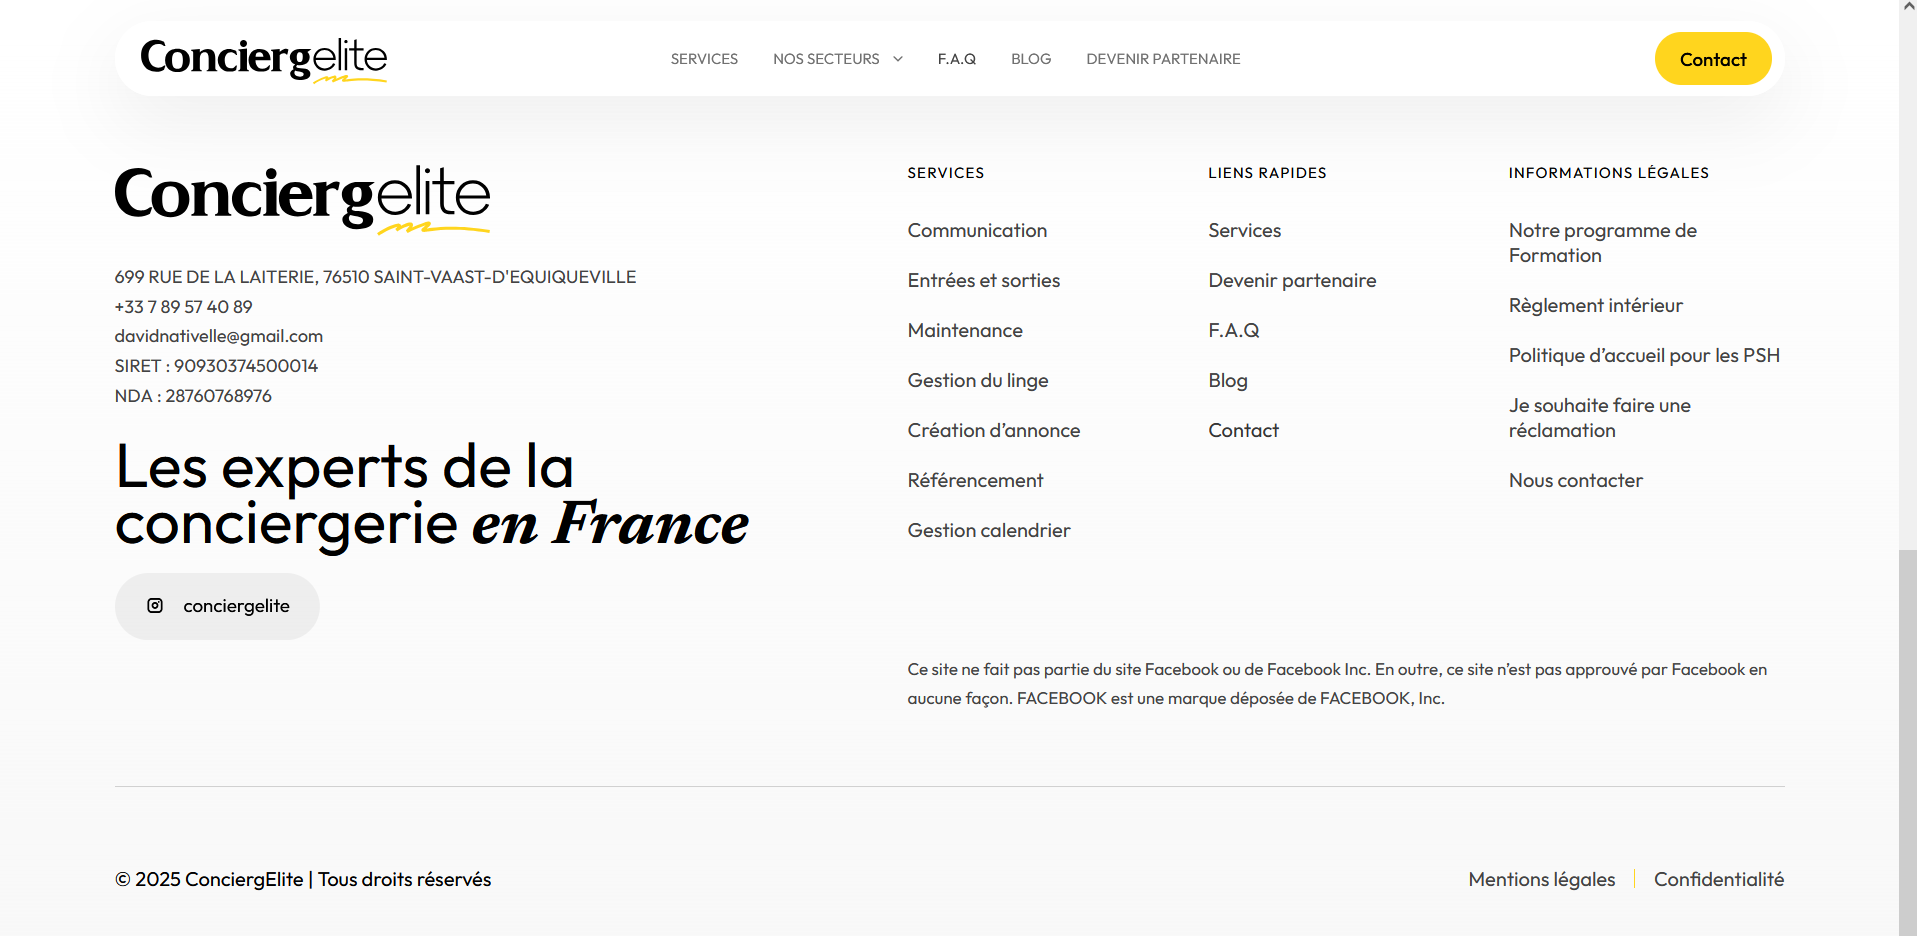 Conciergelite
SERVICES
NOS SECTEURS
F.A.Q
BLOG
DEVENIR PARTENAIRE
Contact
Conciergelite
699 RUE DE LA LAITERIE, 76510 SAINT-VAAST-D'EQUIQUEVILLE
+33 7 89 57 40 89
davidnativelle@gmail.com
SIRET : 90930374500014
NDA : 28760768976
Les experts de la
conciergerie en France
conciergelite
SERVICES
Communication
Entrées et sorties
Maintenance
Gestion du linge
Création d’annonce
Référencement
Gestion calendrier
LIENS RAPIDES
Services
Devenir partenaire
F.A.Q
Blog
Contact
INFORMATIONS LÉGALES
Notre programme de
Formation
Règlement intérieur
Politique d’accueil pour les PSH
Je souhaite faire une
réclamation
Nous contacter
Ce site ne fait pas partie du site Facebook ou de Facebook Inc. En outre, ce site n’est pas approuvé par Facebook en
aucune façon. FACEBOOK est une marque déposée de FACEBOOK, Inc.
© 2025 ConciergElite | Tous droits réservés
Mentions légales
Confidentialité